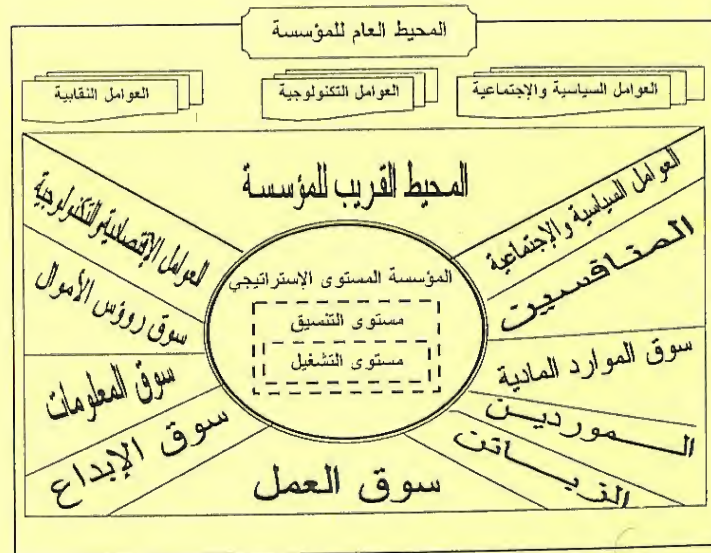 المحيط العام للمؤسسة
العوامل السياسية والإجتماعية
العوامل التكنولوجية
العوامل النقابية
المحيط القريب للمؤسسة
العوامل السياسية والإجتماعية
المنافسين
سوق الموارد المادية
الموردين
الزبائن
سوق العمل
سوق الإبداع
سوق المعلومات
سوق رووس الأموال
العوامل الإقتصادية والتكنولوجية
المؤسسة المستوى الإستراتيجي
مستوى التنسيق
مستوى التشغيل